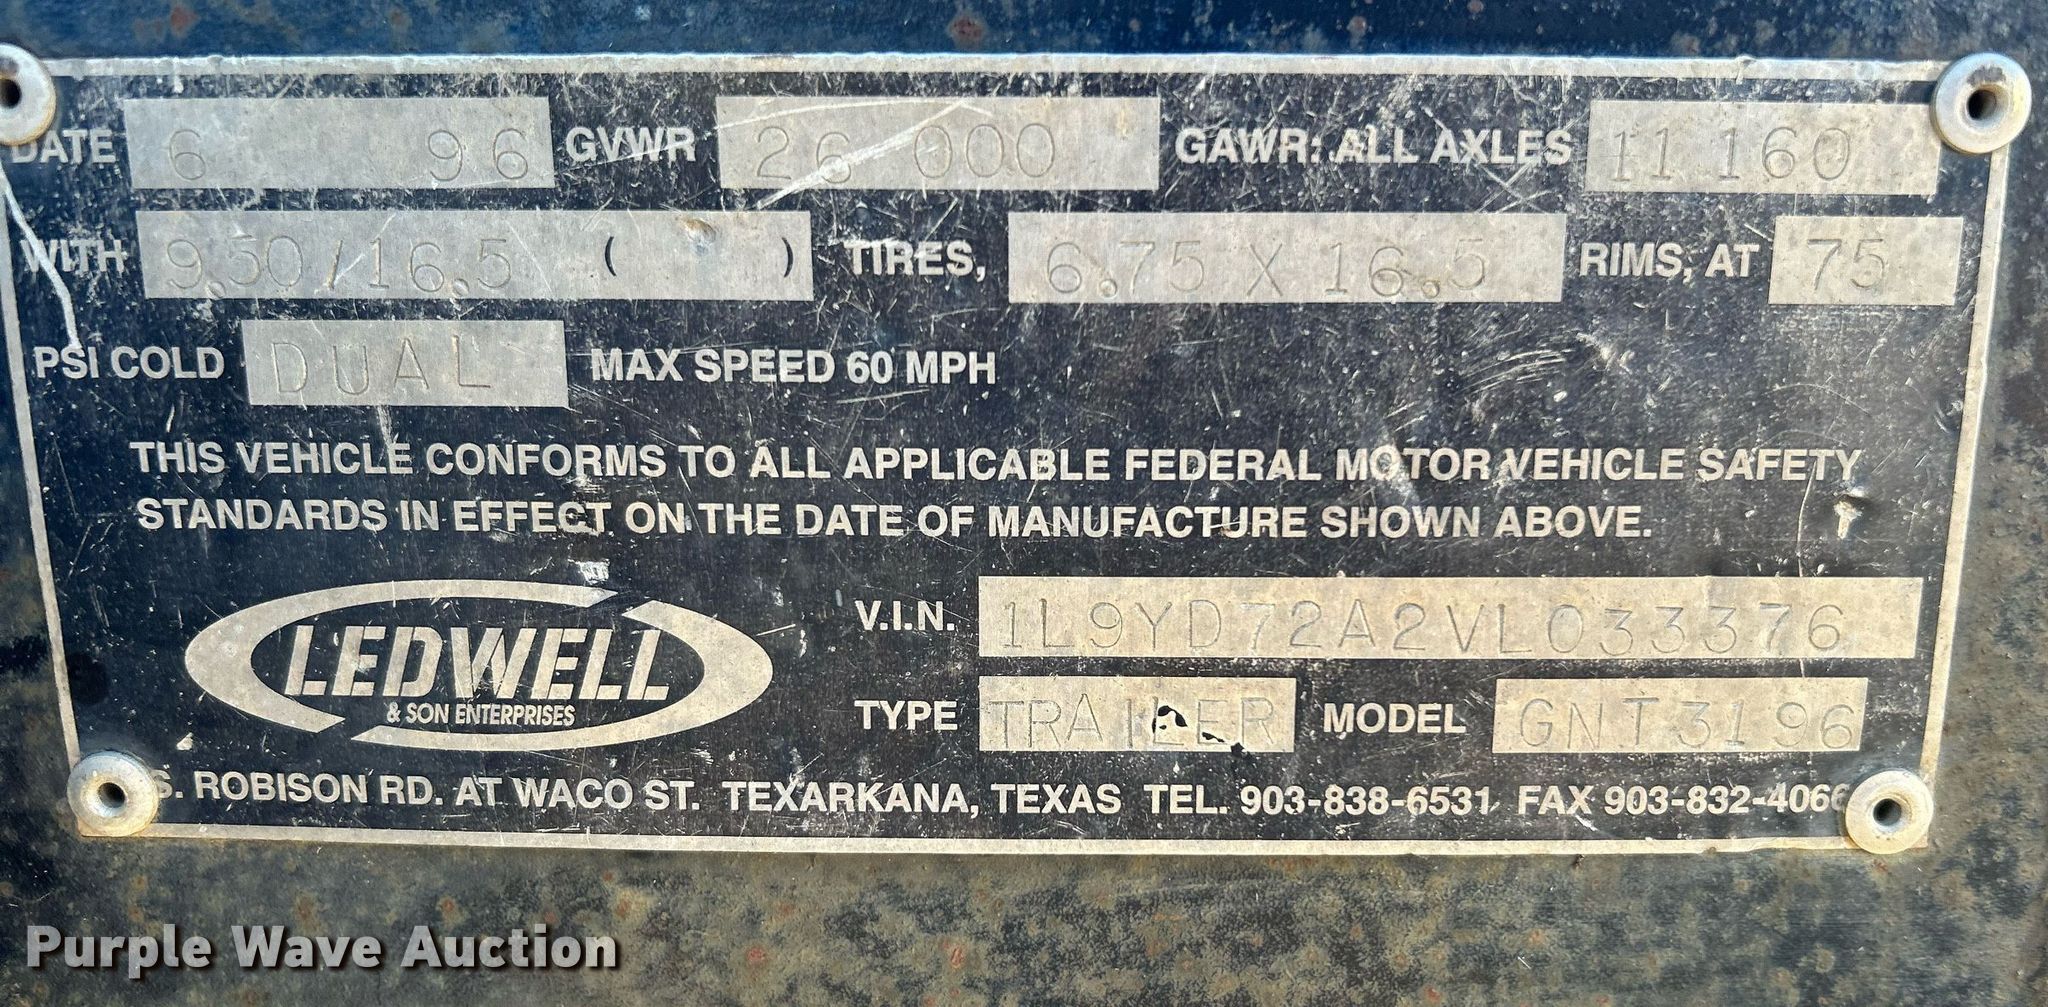 DATE 6 96 GVWR 26 000 GAWR: ALL AXLES 11 160
WITH 9.50/16.5 ( ) TIRES, 6.75 X 16.5 RIMS, AT 75
PSI COLD DUAL MAX SPEED 60 MPH
THIS VEHICLE CONFORMS TO ALL APPLICABLE FEDERAL MOTOR VEHICLE SAFETY
STANDARDS IN EFFECT ON THE DATE OF MANUFACTURE SHOWN ABOVE.
LEDWELL
& SON ENTERPRISES
V.I.N. 1L9YD72A2VL033376
TYPE TRAILER MODEL GNT3196
S. ROBISON RD. AT WACO ST. TEXARKANA, TEXAS TEL. 903-838-6531 FAX 903-832-4066
Purple Wave Auction